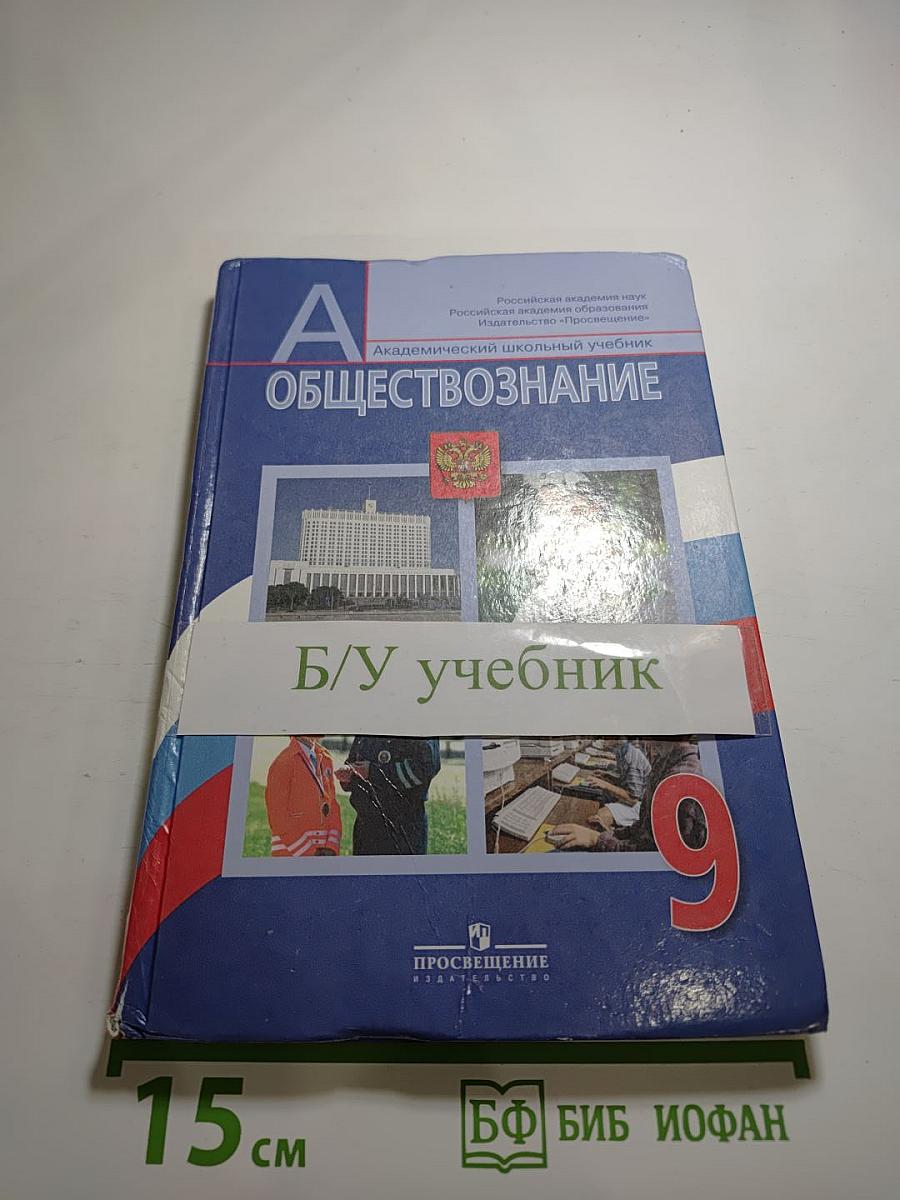 А
Российская академия наук
Российская академия образования
Издательство «Просвещение»
Академический школьный учебник
ОБЩЕСТВОЗНАНИЕ
Б/У учебник
9
ПРОСВЕЩЕНИЕ
ИЗДАТЕЛЬСТВО
15 см
БФ БИБ ИОФАН